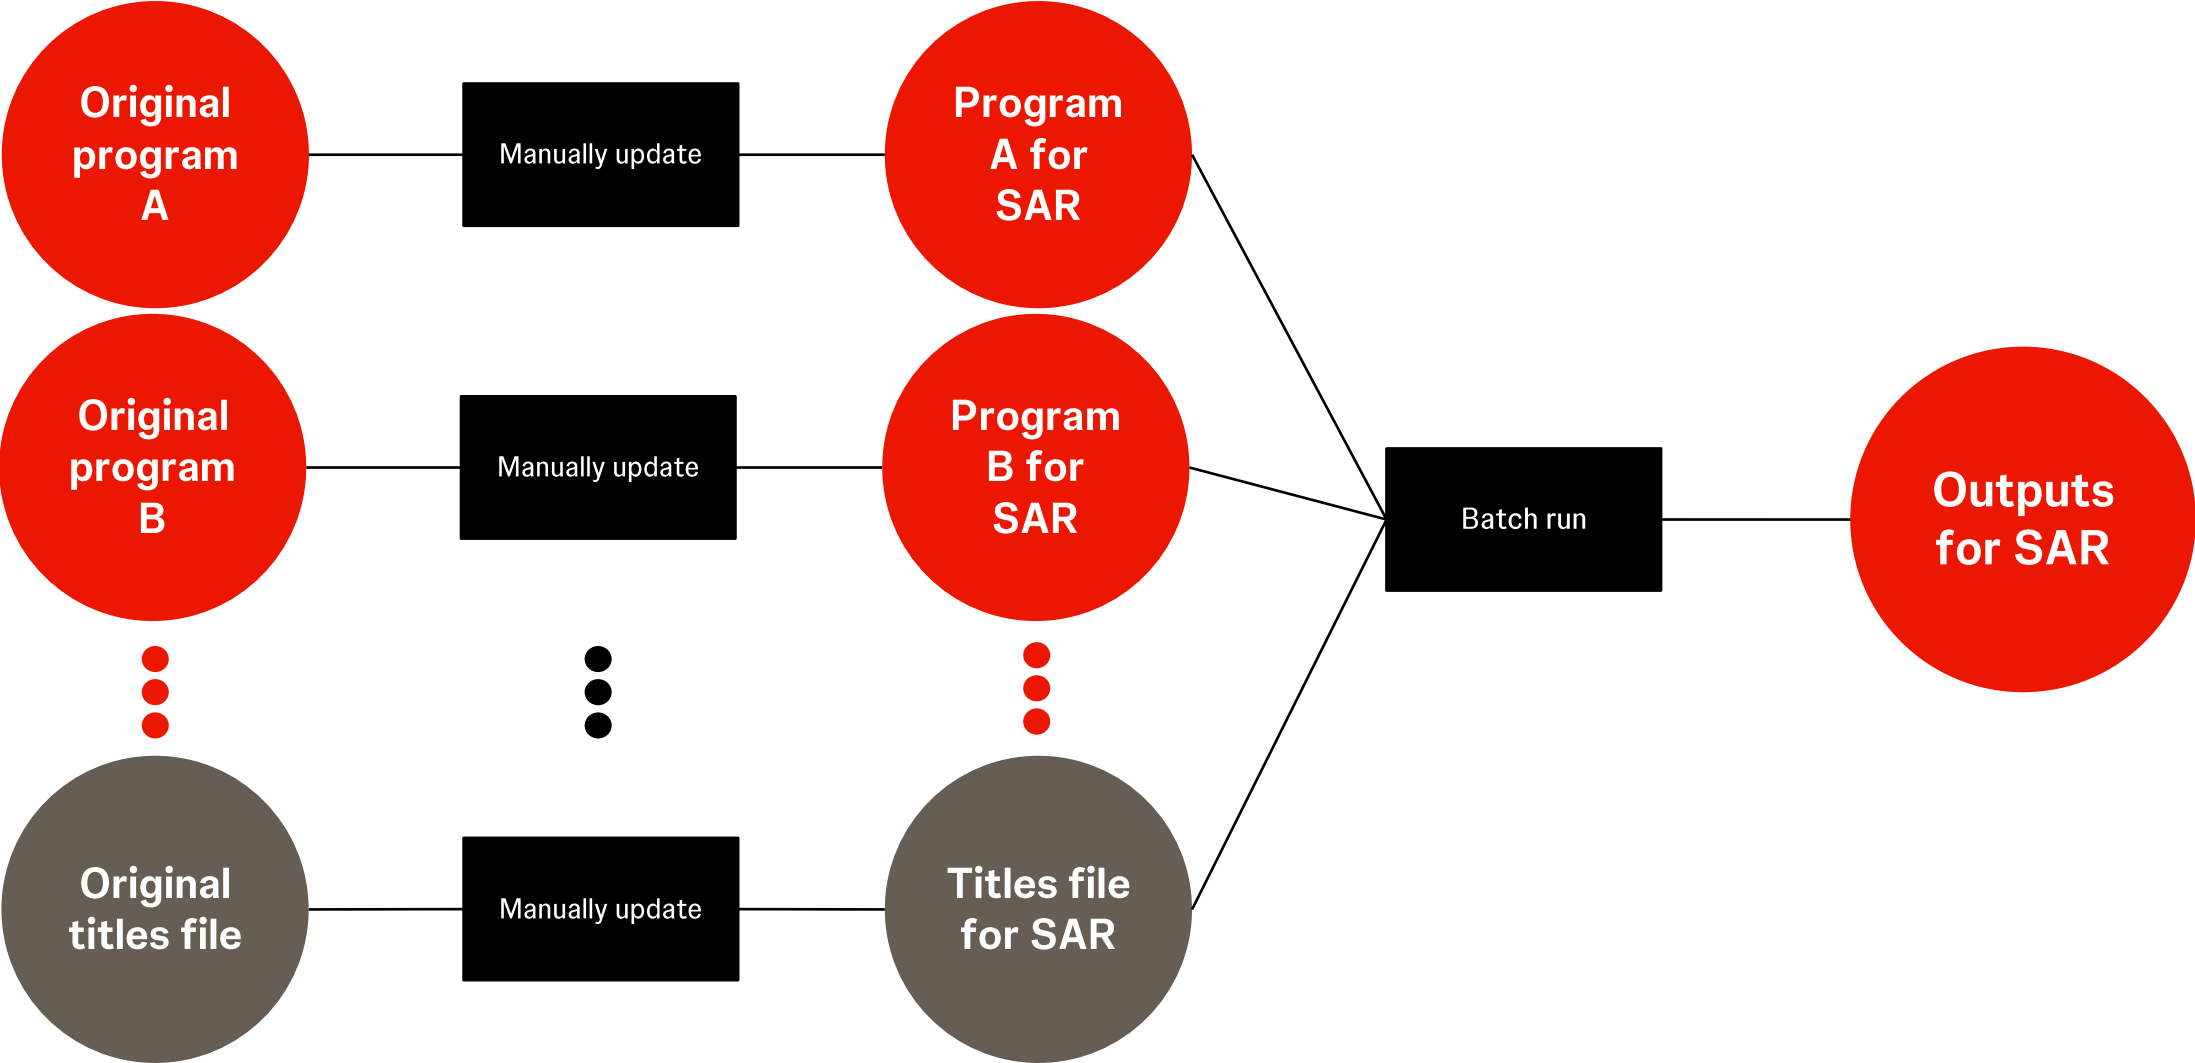 Original
program
A
Manually update
Program
A for
SAR
Original
program
B
Manually update
Program
B for
SAR
Batch run
Outputs
for SAR
Original
titles file
Manually update
Titles file
for SAR